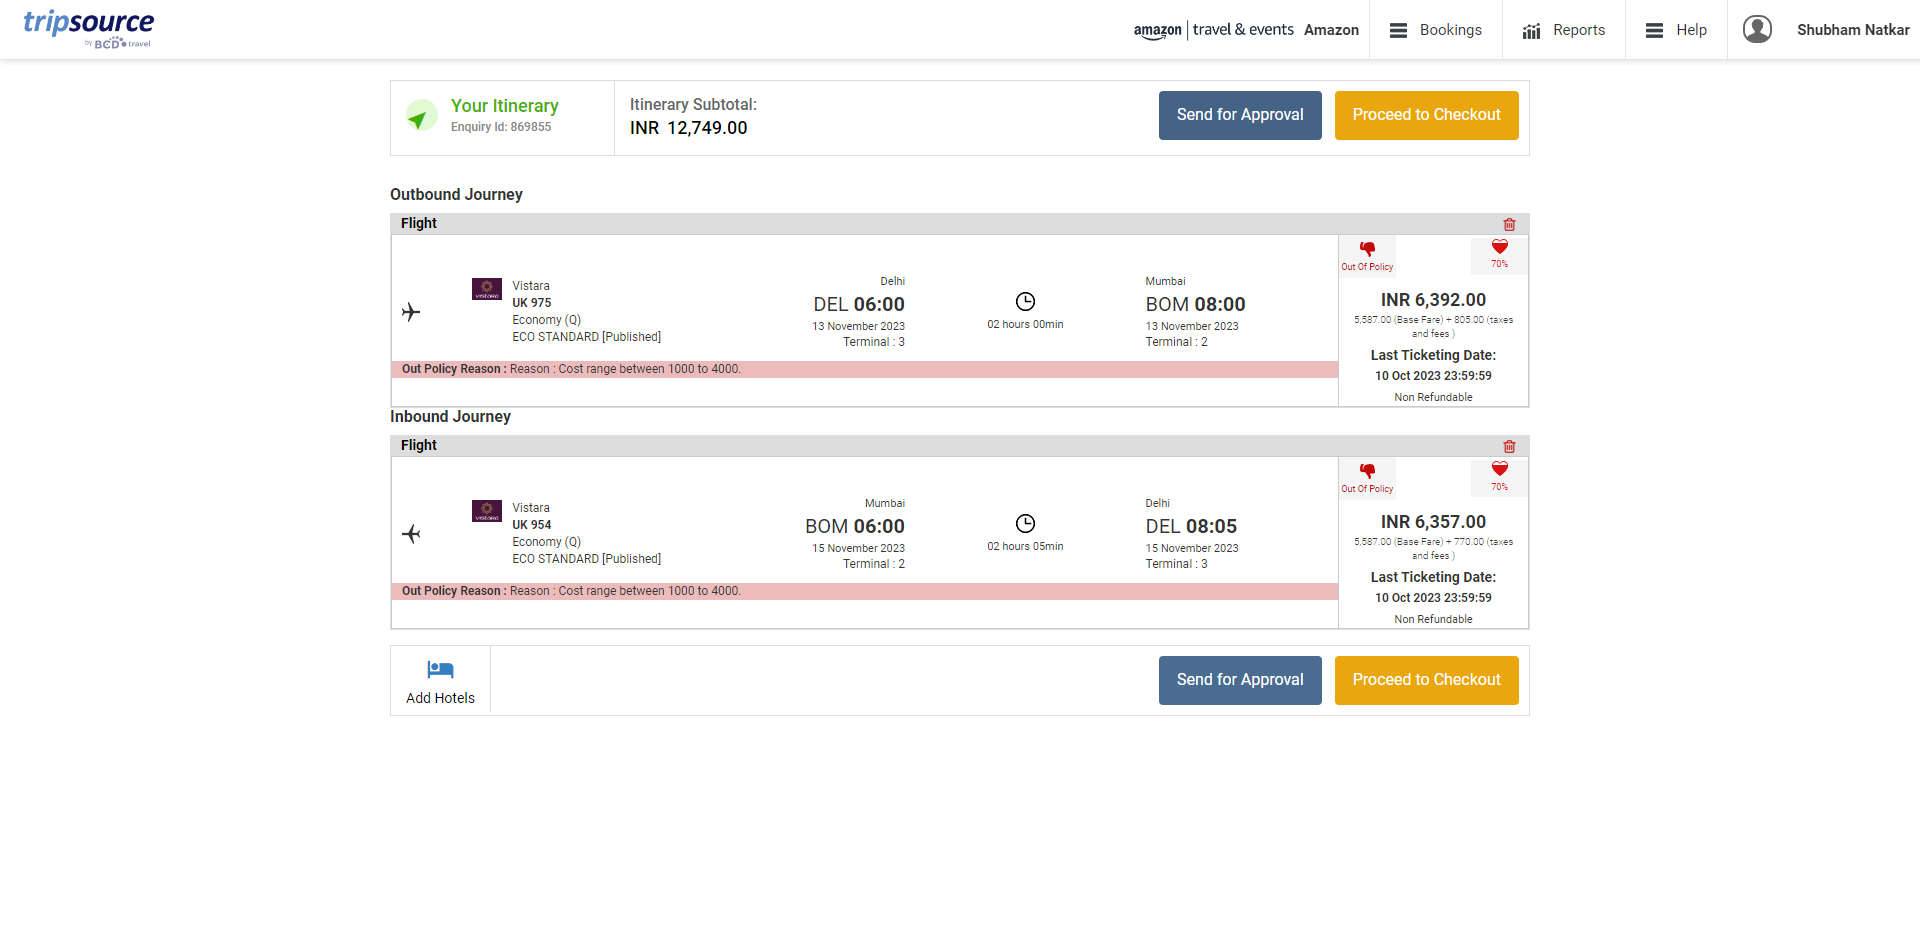 tripsource
by BCD travel
amazon | travel & events Amazon
Bookings
Reports
Help
Shubham Natkar
Your Itinerary
Enquiry Id: 869855
Itinerary Subtotal:
INR 12,749.00
Send for Approval
Proceed to Checkout
Outbound Journey
Flight
Vistara
UK 975
Economy (Q)
ECO STANDARD [Published]
VISTARA
Delhi
DEL 06:00
13 November 2023
Terminal : 3
02 hours 00min
Mumbai
BOM 08:00
13 November 2023
Terminal : 2
Out Of Policy
70%
INR 6,392.00
5,587.00 (Base Fare) + 805.00 (taxes
and fees )
Last Ticketing Date:
10 Oct 2023 23:59:59
Non Refundable
Out Policy Reason : Reason : Cost range between 1000 to 4000.
Inbound Journey
Flight
Vistara
UK 954
Economy (Q)
ECO STANDARD [Published]
VISTARA
Mumbai
BOM 06:00
15 November 2023
Terminal : 2
02 hours 05min
Delhi
DEL 08:05
15 November 2023
Terminal : 3
Out Of Policy
70%
INR 6,357.00
5,587.00 (Base Fare) + 770.00 (taxes
and fees )
Last Ticketing Date:
10 Oct 2023 23:59:59
Non Refundable
Out Policy Reason : Reason : Cost range between 1000 to 4000.
Add Hotels
Send for Approval
Proceed to Checkout